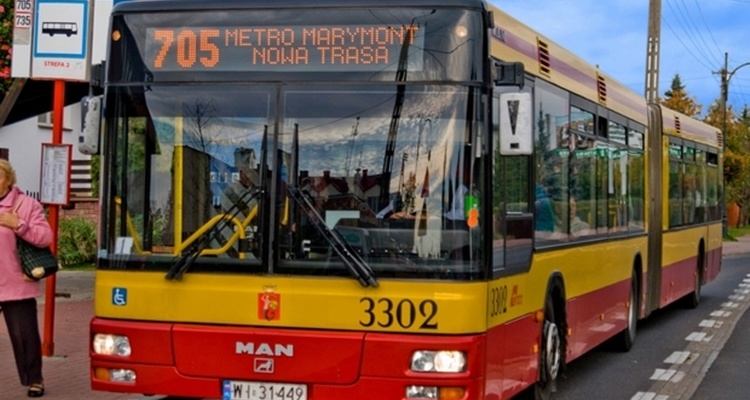 705
735
STREFA 2
705 METRO MARYMONT
NOWA TRASA
3302
3302
MAN
WI 31449